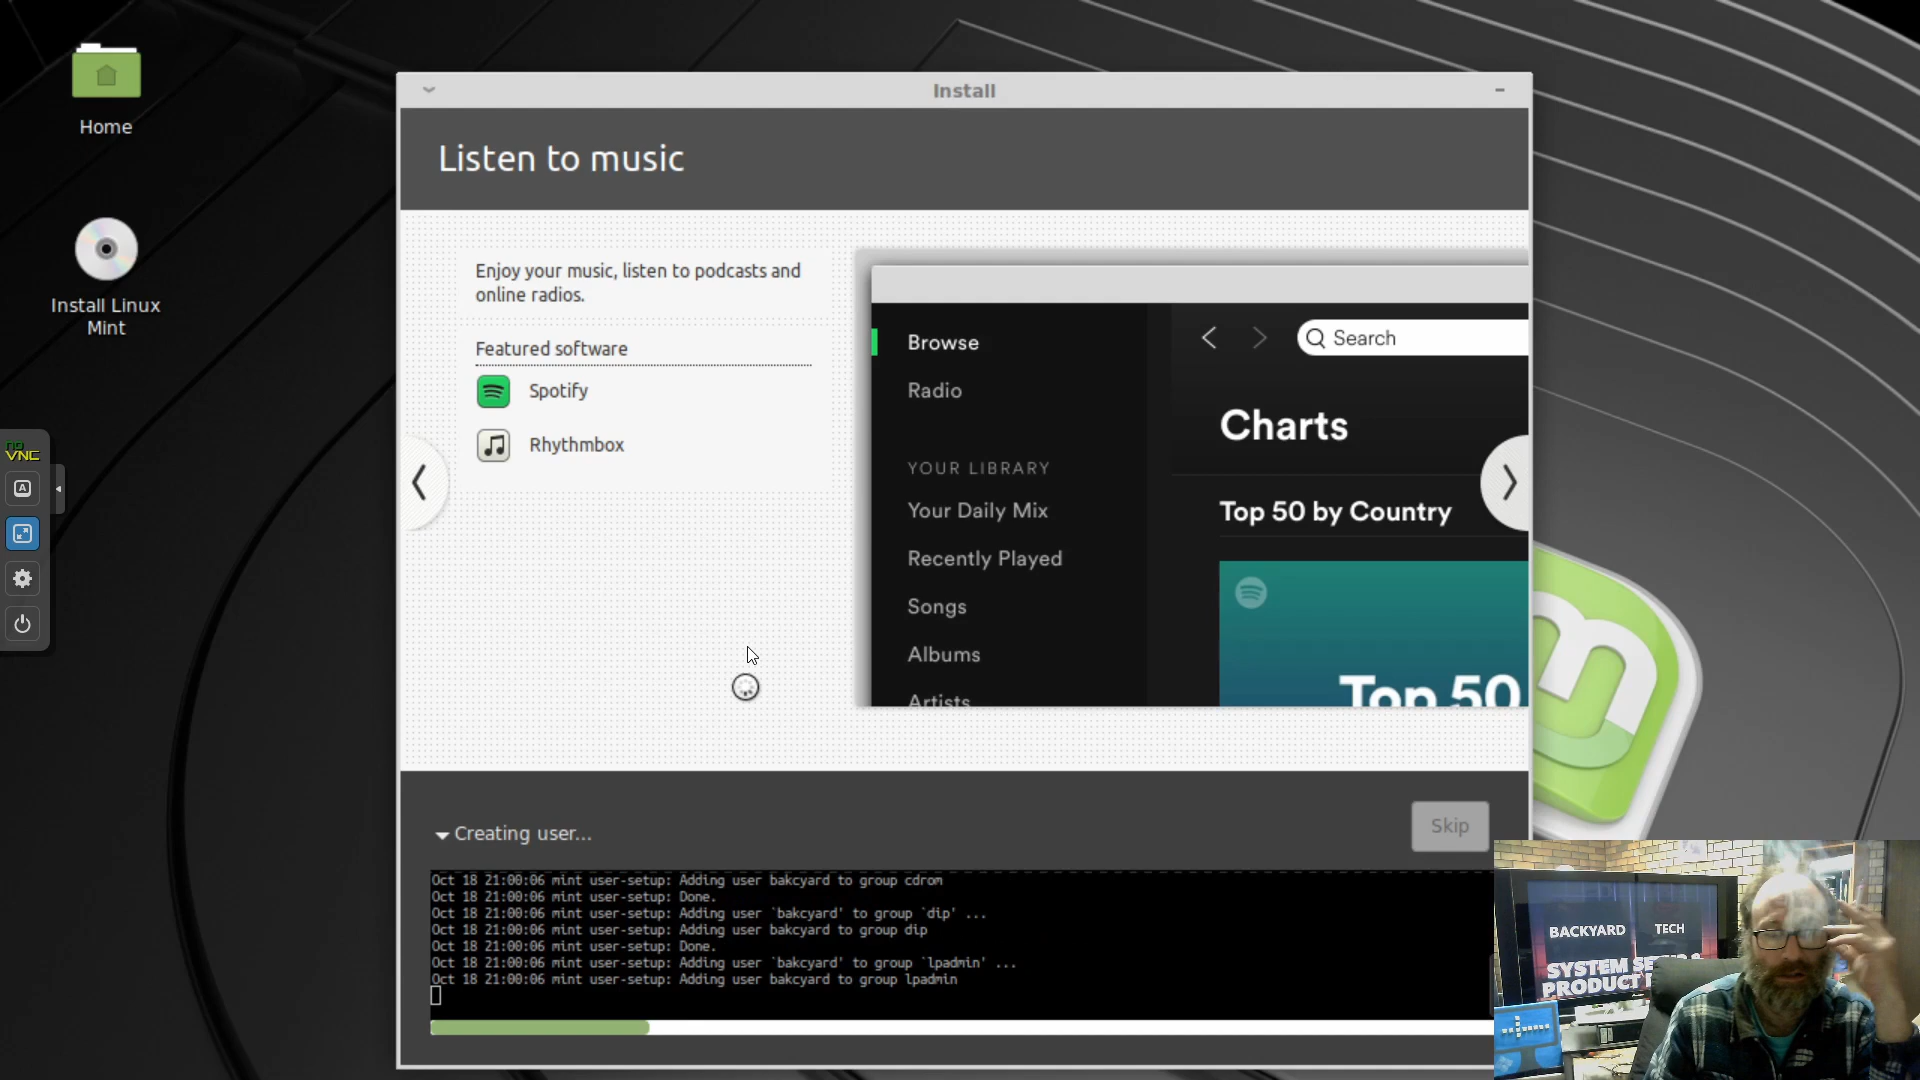 Home
Install Linux
Mint
no
VNC
A
Install
Listen to music
Enjoy your music, listen to podcasts and
online radios.
Featured software
Spotify
Rhythmbox
Browse
Radio
YOUR LIBRARY
Your Daily Mix
Recently Played
Songs
Albums
Artists
Search
Charts
Top 50 by Country
Top 50
Creating user...
Skip
Oct 18 21:00:06 mint user-setup: Adding user bakcyard to group cdrom
Oct 18 21:00:06 mint user-setup: Done.
Oct 18 21:00:06 mint user-setup: Adding user `bakcyard' to group `dip' ...
Oct 18 21:00:06 mint user-setup: Adding user bakcyard to group dip
Oct 18 21:00:06 mint user-setup: Done.
Oct 18 21:00:06 mint user-setup: Adding user `bakcyard' to group `lpadmin' ...
Oct 18 21:00:06 mint user-setup: Adding user bakcyard to group lpadmin
BACKYARD TECH
SYSTEM
PRODUCT